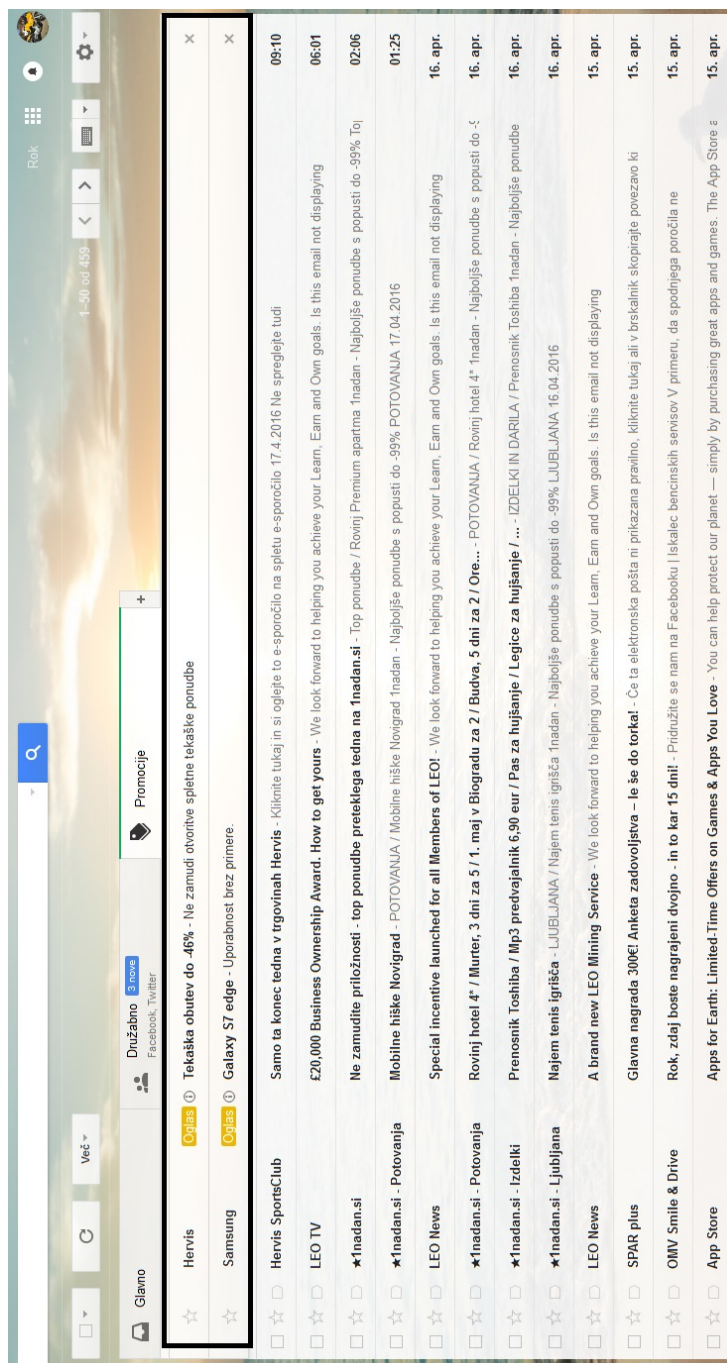 Rok
Več
1–50 od 459
Glavno
Družabno 3 nove
Facebook, Twitter
Promocije
+
Hervis Oglas Tekaška obutev do -46% - Ne zamudi otvoritve spletne tekaške ponudbe ×
Samsung Oglas Galaxy S7 edge - Uporabnost brez primere. ×
Hervis SportsClub Samo ta konec tedna v trgovinah Hervis - Kliknite tukaj in si oglejte to e-sporočilo na spletu e-sporočilo 17.4.2016 Ne spreglejte tudi 09:10
LEO TV £20,000 Business Ownership Award. How to get yours - We look forward to helping you achieve your Learn, Earn and Own goals. Is this email not displaying 06:01
★1nadan.si Ne zamudite priložnosti - top ponudbe preteklega tedna na 1nadan.si - Top ponudbe / Rovinj Premium apartma 1nadan - Najboljše ponudbe s popusti do -99% To 02:06
★1nadan.si - Potovanja Mobilne hiške Novigrad - POTOVANJA / Mobilne hiške Novigrad 1nadan - Najboljše ponudbe s popusti do -99% POTOVANJA 17.04.2016 01:25
LEO News Special incentive launched for all Members of LEO! - We look forward to helping you achieve your Learn, Earn and Own goals. Is this email not displaying 16. apr.
★1nadan.si - Potovanja Rovinj hotel 4* / Murter, 3 dni za 5 / 1. maj v Biogradu za 2 / Budva, 5 dni za 2 / Ore... - POTOVANJA / Rovinj hotel 4* 1nadan - Najboljše ponudbe s popusti do 16. apr.
★1nadan.si - Izdelki Prenosnik Toshiba / Mp3 predvajalnik 6,90 eur / Pas za hujšanje / Legice za hujšanje / ... - IZDELKI IN DARILA / Prenosnik Toshiba 1nadan - Najboljše ponudbe 16. apr.
★1nadan.si - Ljubljana Najem tenis igrišča - LJUBLJANA / Najem tenis igrišča 1nadan - Najboljše ponudbe s popusti do -99% LJUBLJANA 16.04.2016 16. apr.
LEO News A brand new LEO Mining Service - We look forward to helping you achieve your Learn, Earn and Own goals. Is this email not displaying 15. apr.
SPAR plus Glavna nagrada 300€! Anketa zadovoljstva – le še do torka! - Če ta elektronska pošta ni prikazana pravilno, kliknite tukaj ali v brskalnik skopirajte povezavo ki 15. apr.
OMV Smile & Drive Rok, zdaj boste nagrajeni dvojno - in to kar 15 dni! - Pridružite se nam na Facebooku | Iskalec bencinskih servisov V primeru, da spodnjega poročila ne 15. apr.
App Store Apps for Earth: Limited-Time Offers on Games & Apps You Love - You can help protect our planet — simply by purchasing great apps and games. The App Store a 15. apr.